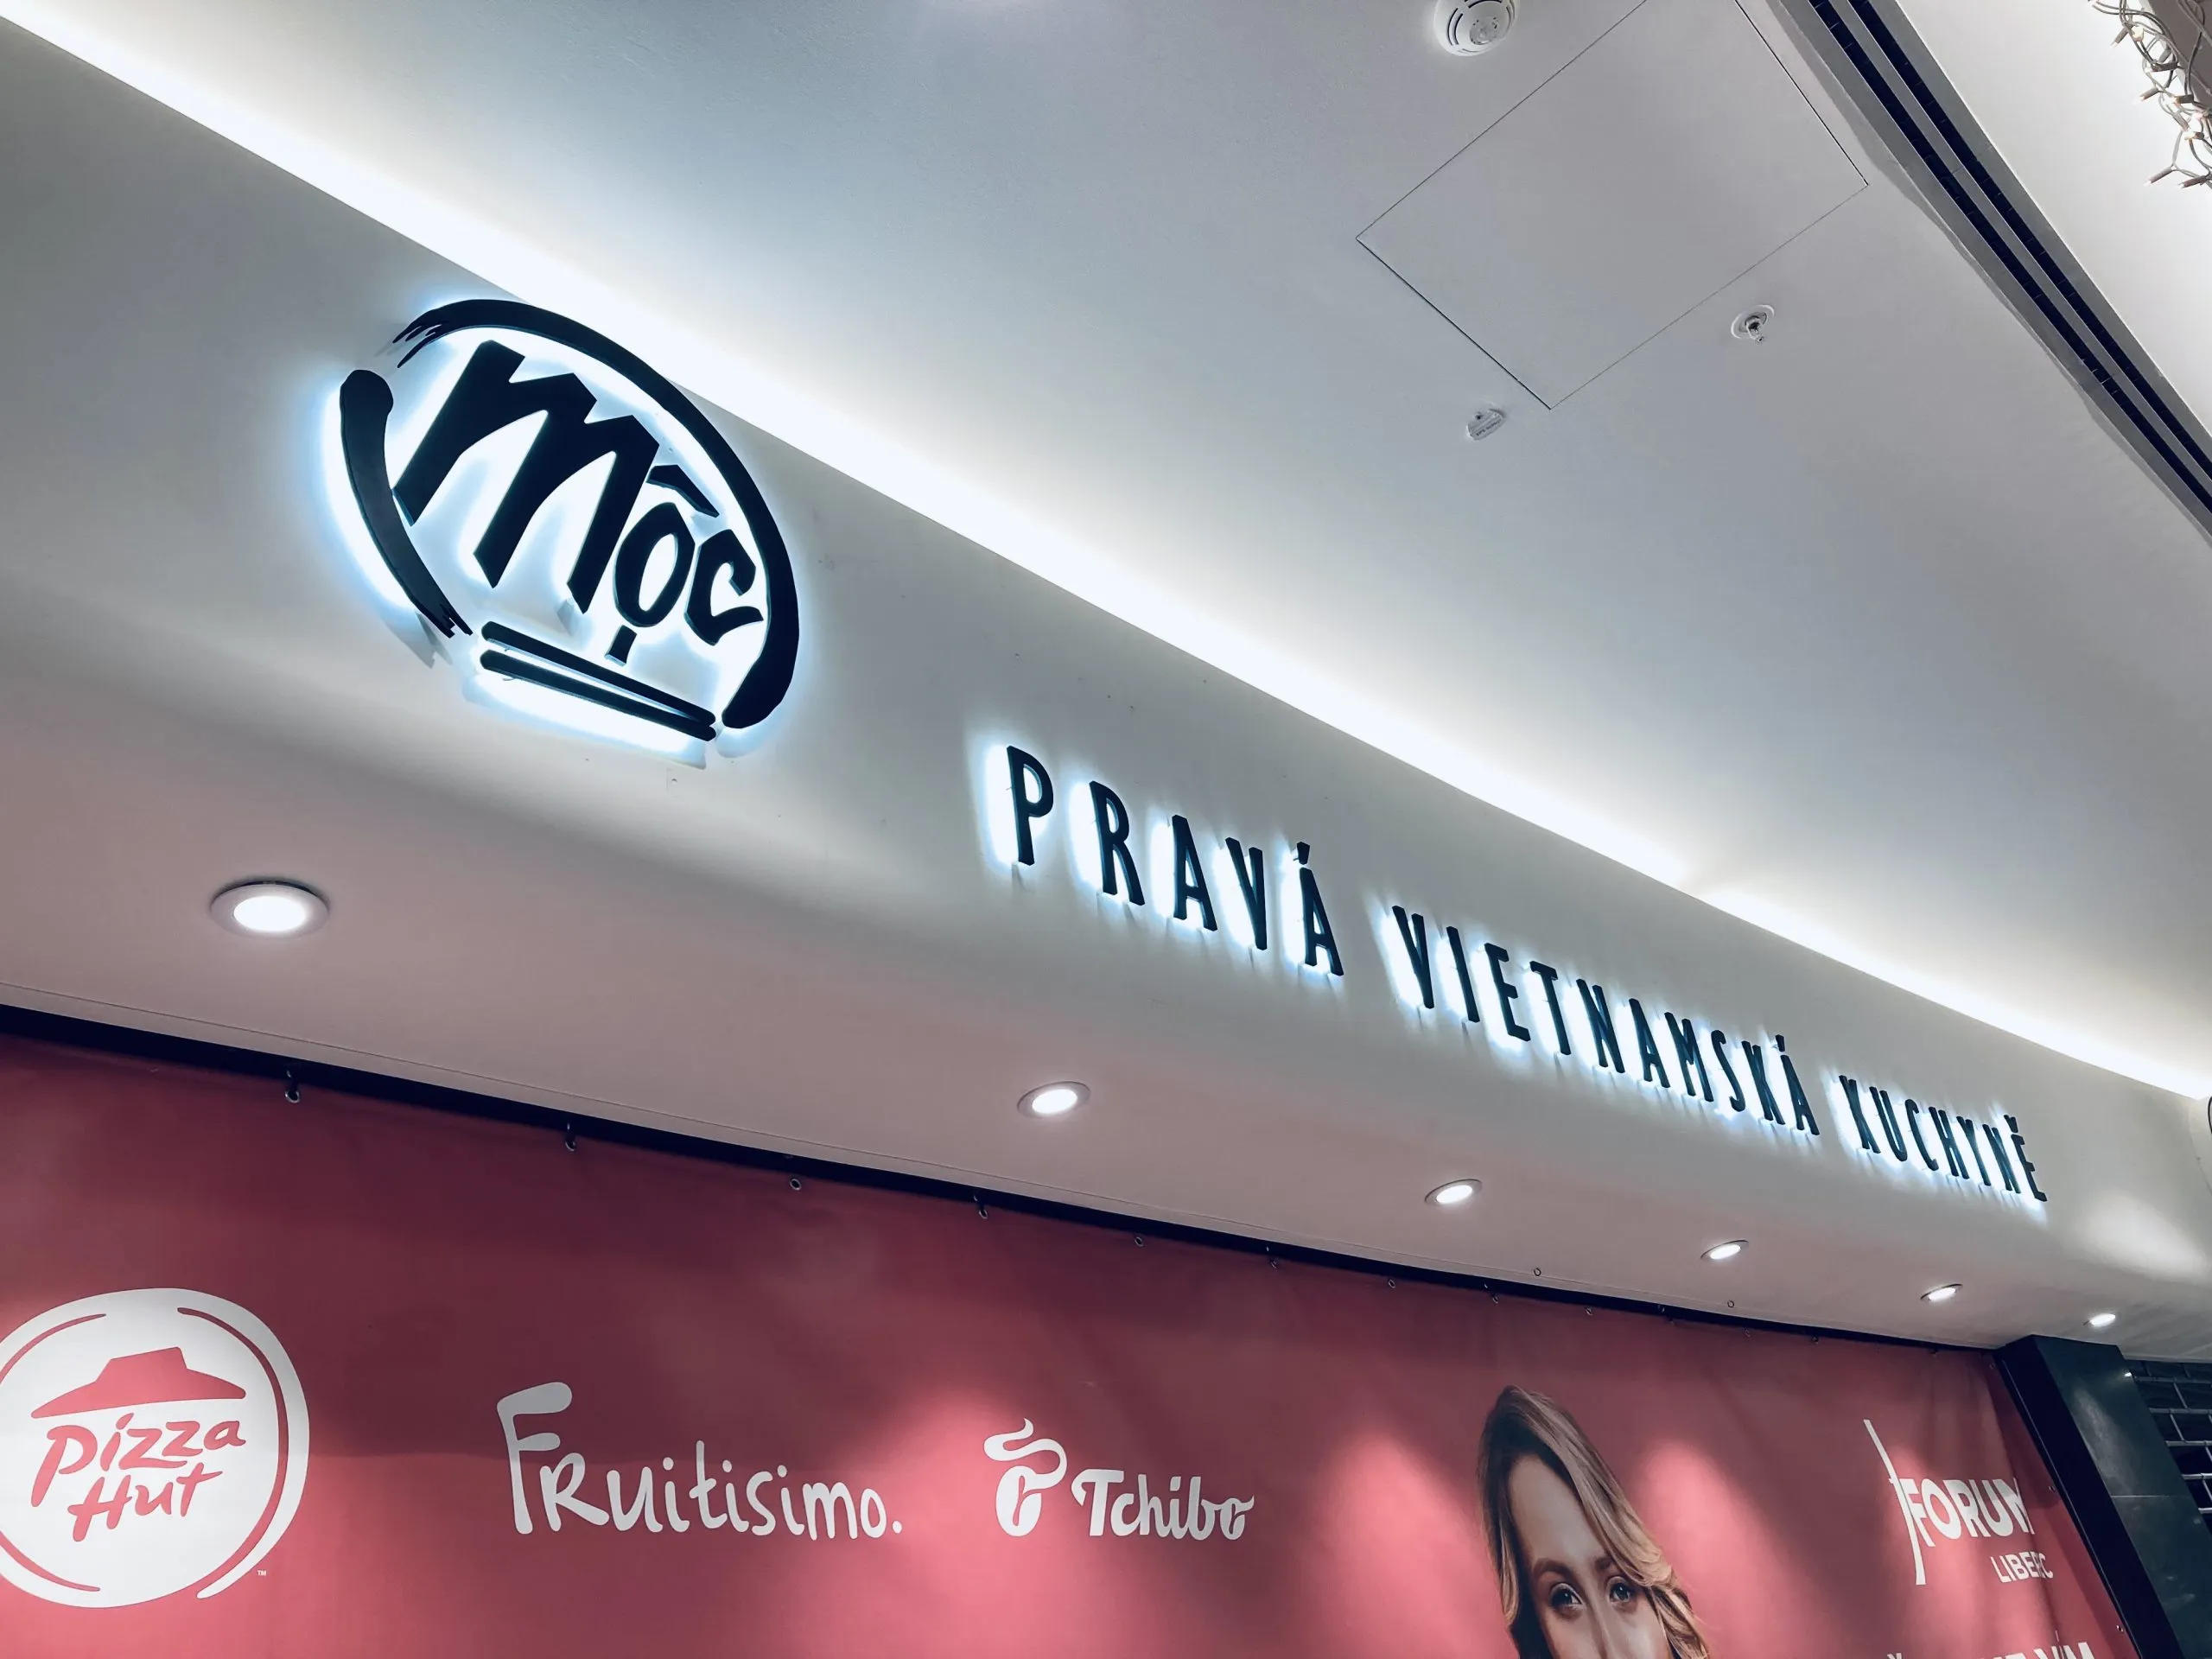 Mộc
PRAVÁ VIETNAMSKÁ KUCHYNĚ
Pizza
Hut
Fruitisimo.
Tchibo
FORUM
LIBEREC